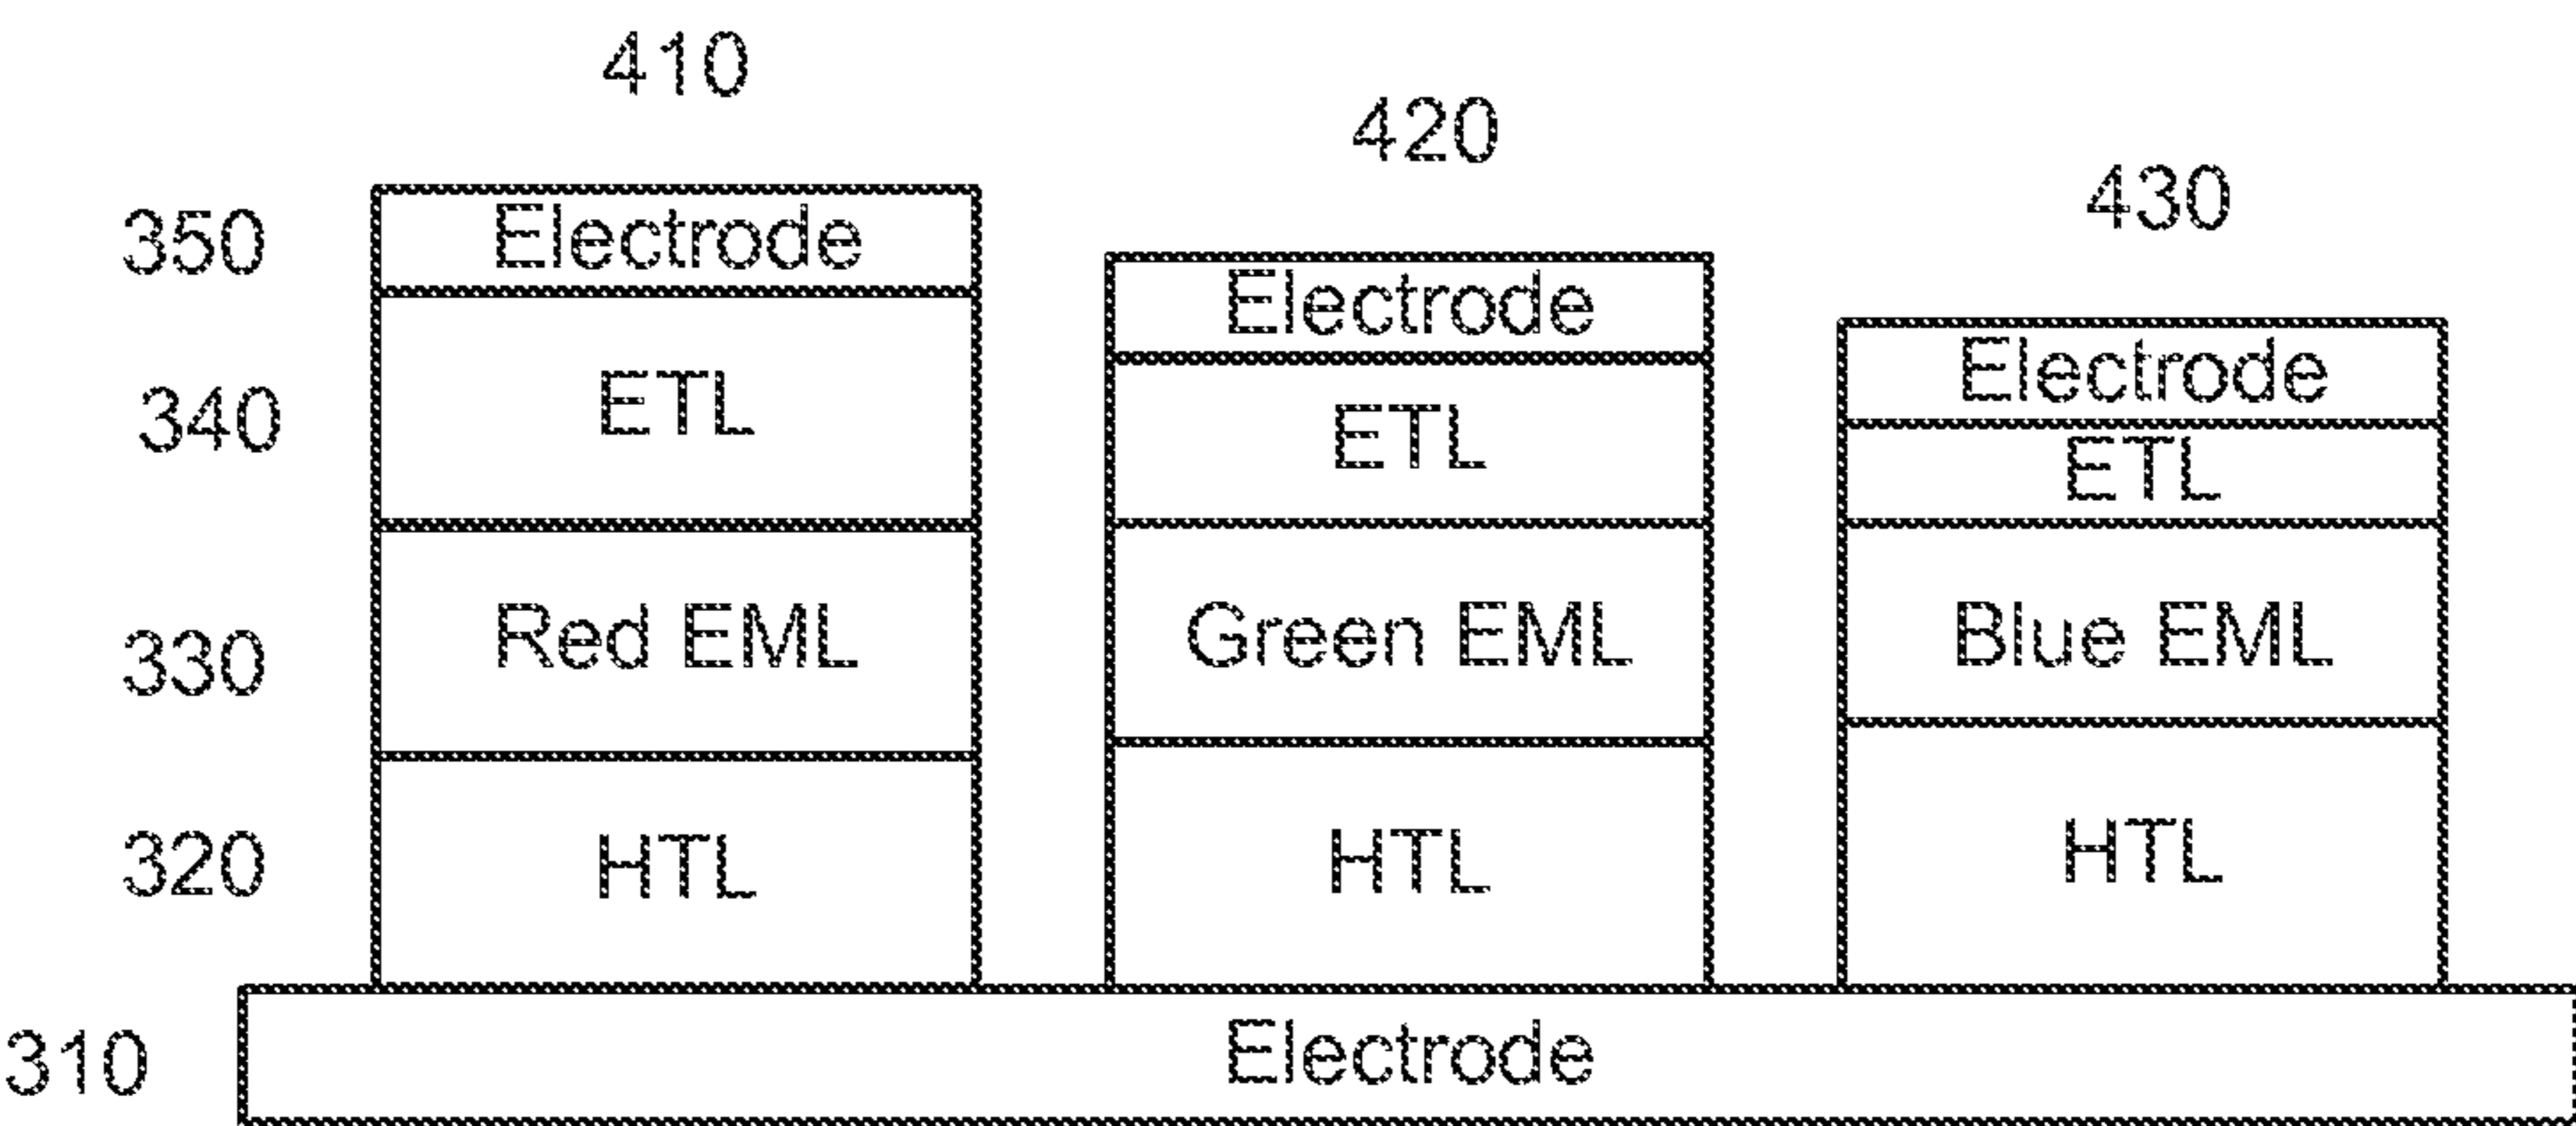 410
420
430
350
Electrode
Electrode
Electrode
340
ETL
ETL
ETL
330
Red EML
Green EML
Blue EML
320
HTL
HTL
HTL
310
Electrode